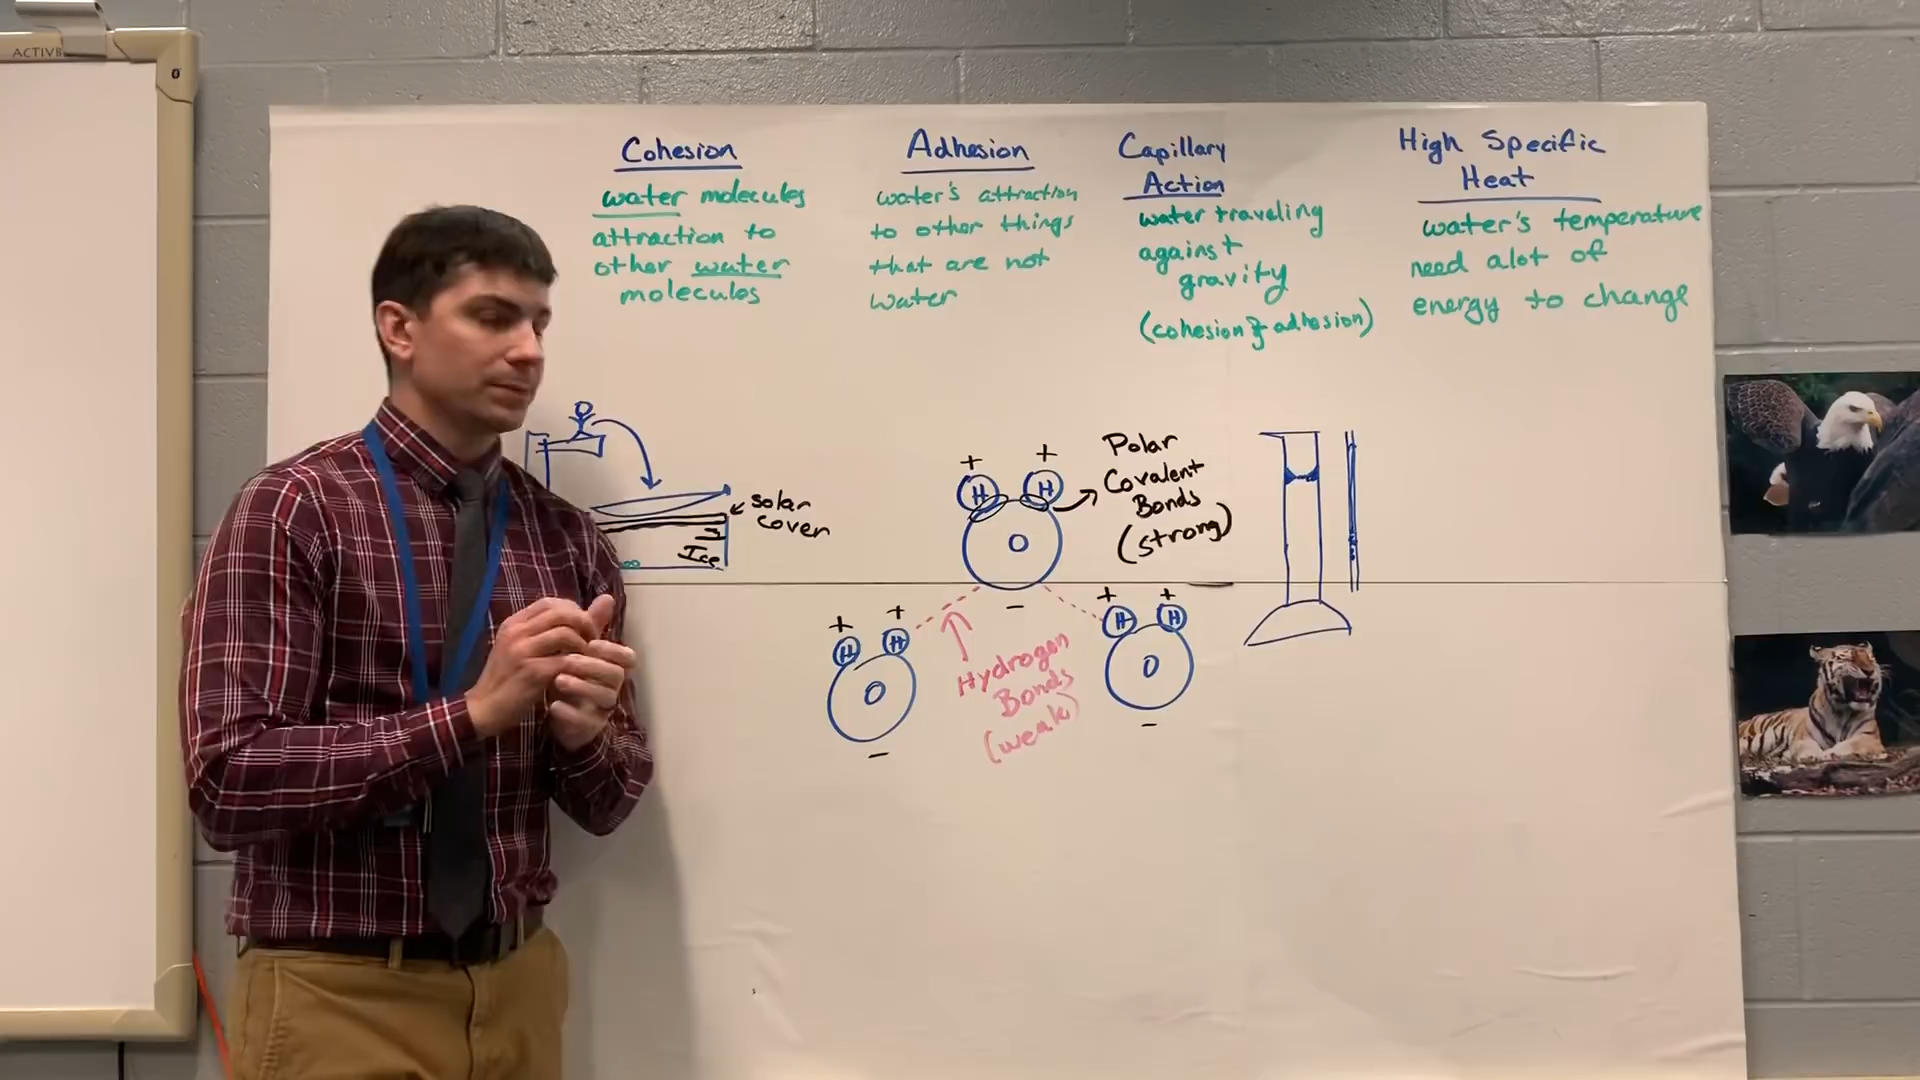 ACTIVB
Cohesion
water molecules
attraction to
other water
molecules
Adhesion
water's attraction
to other things
that are not
water
Capillary
Action
water traveling
against
gravity
(cohesion & adhesion)
High Specific
Heat
water's temperature
need alot of
energy to change
solar
cover
Ice
+ +
H H
O
-
Polar
Covalent
Bonds
(strong)
+ +
H H
O
-
Hydrogen
Bonds
(weak)
+ +
H H
O
-